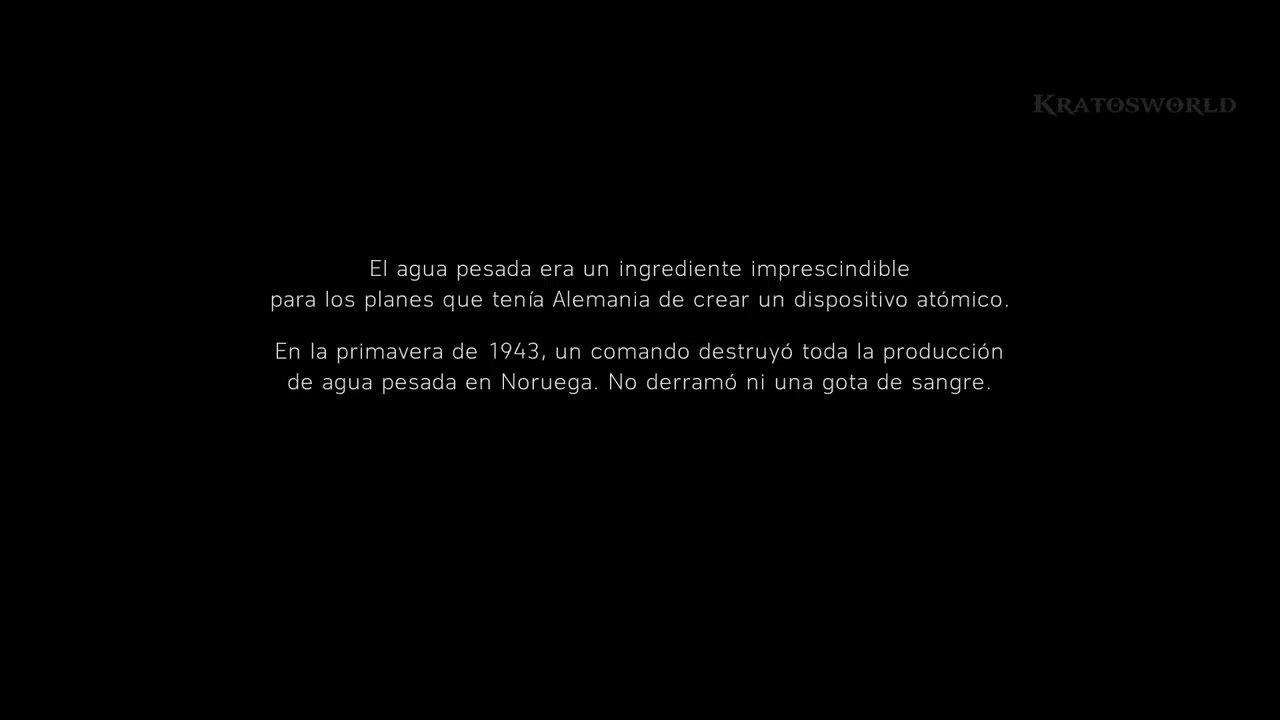 KRATOSWORLD
El agua pesada era un ingrediente imprescindible
para los planes que tenía Alemania de crear un dispositivo atómico.
En la primavera de 1943, un comando destruyó toda la producción
de agua pesada en Noruega. No derramó ni una gota de sangre.